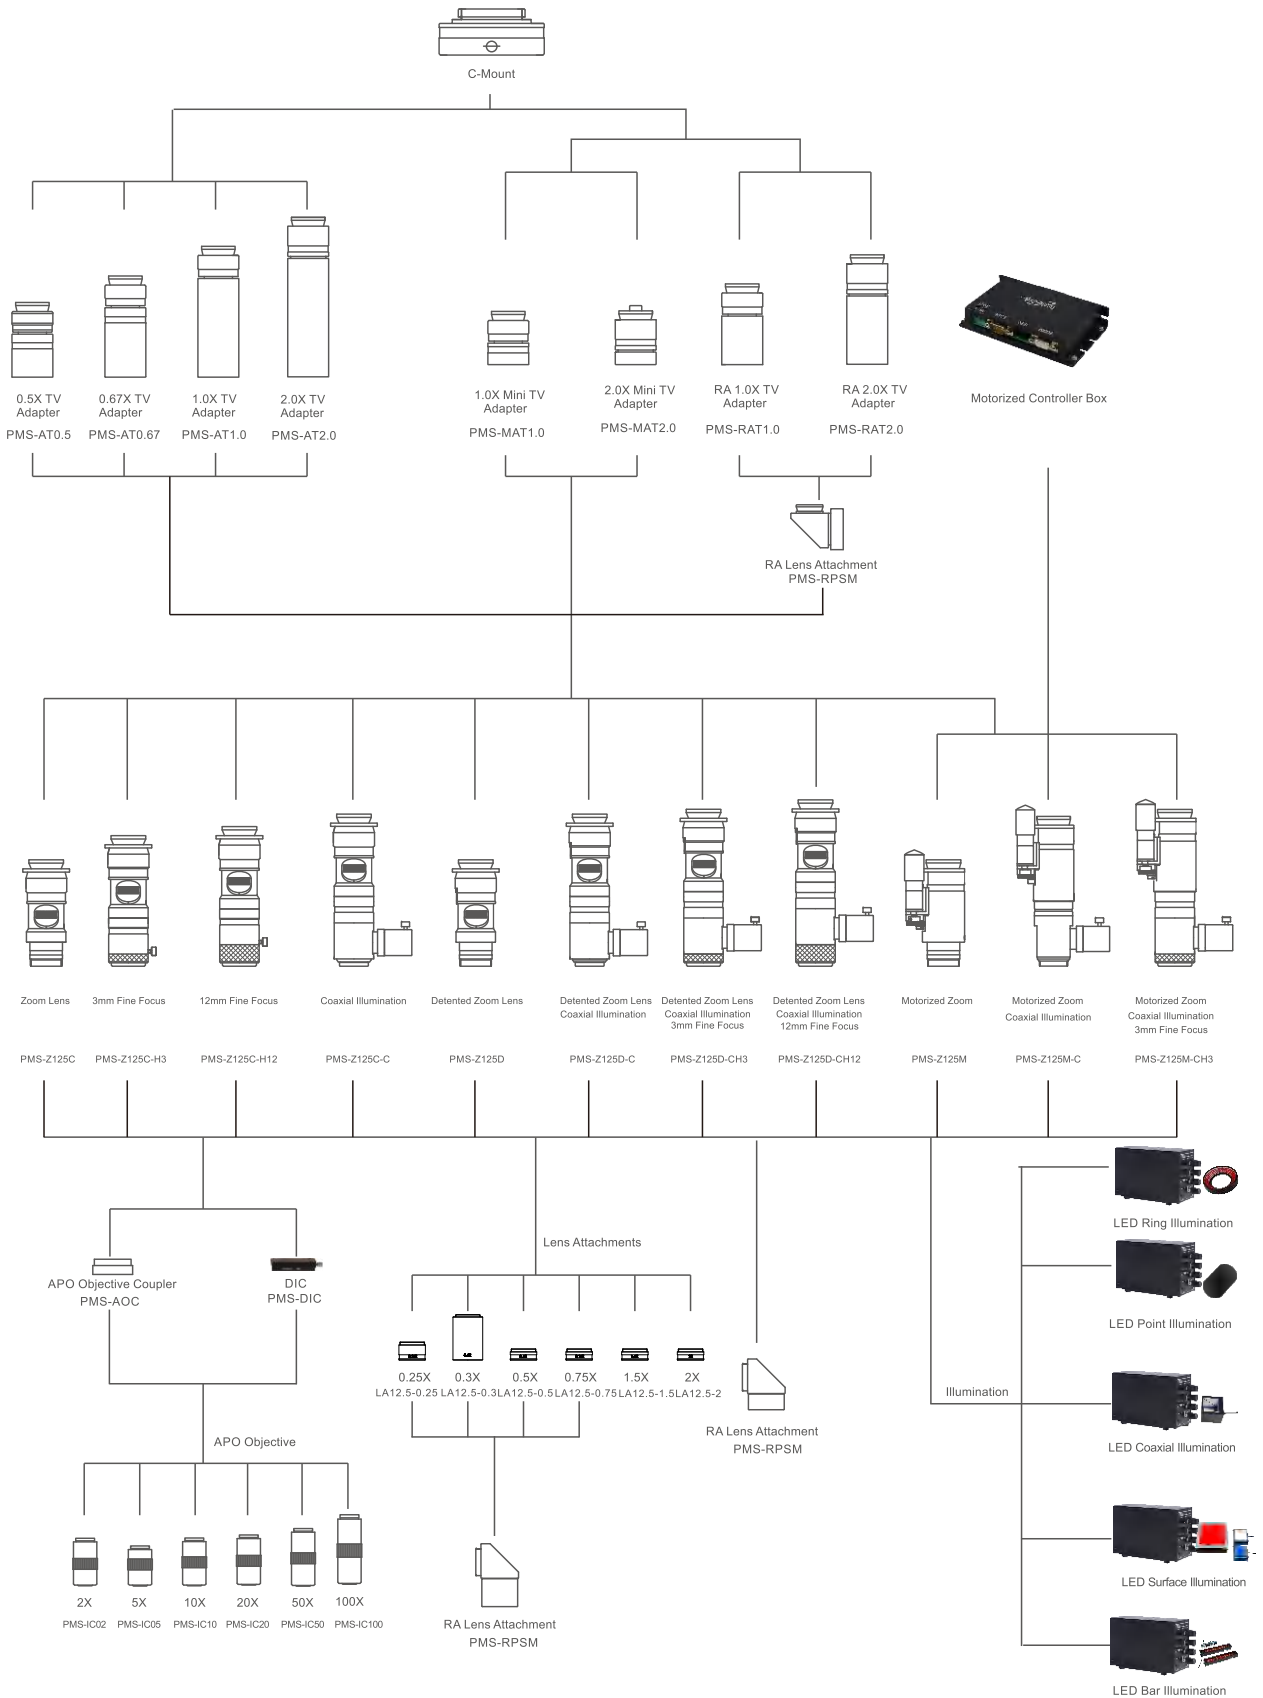 C-Mount
0.5X TV
Adapter
PMS-AT0.5
0.67X TV
Adapter
PMS-AT0.67
1.0X TV
Adapter
PMS-AT1.0
2.0X TV
Adapter
PMS-AT2.0
1.0X Mini TV
Adapter
PMS-MAT1.0
2.0X Mini TV
Adapter
PMS-MAT2.0
RA 1.0X TV
Adapter
PMS-RAT1.0
RA 2.0X TV
Adapter
PMS-RAT2.0
Motorized Controller Box
RA Lens Attachment
PMS-RPSM
Zoom Lens
PMS-Z125C
3mm Fine Focus
PMS-Z125C-H3
12mm Fine Focus
PMS-Z125C-H12
Coaxial Illumination
PMS-Z125C-C
Detented Zoom Lens
PMS-Z125D
Detented Zoom Lens
Coaxial Illumination
PMS-Z125D-C
Detented Zoom Lens
Coaxial Illumination
3mm Fine Focus
PMS-Z125D-CH3
Detented Zoom Lens
Coaxial Illumination
12mm Fine Focus
PMS-Z125D-CH12
Motorized Zoom
PMS-Z125M
Motorized Zoom
Coaxial Illumination
PMS-Z125M-C
Motorized Zoom
Coaxial Illumination
3mm Fine Focus
PMS-Z125M-CH3
APO Objective Coupler
PMS-AOC
DIC
PMS-DIC
APO Objective
2X
PMS-IC02
5X
PMS-IC05
10X
PMS-IC10
20X
PMS-IC20
50X
PMS-IC50
100X
PMS-IC100
Lens Attachments
0.25X
LA12.5-0.25
0.3X
LA12.5-0.3
0.5X
LA12.5-0.5
0.75X
LA12.5-0.75
1.5X
LA12.5-1.5
2X
LA12.5-2
RA Lens Attachment
PMS-RPSM
RA Lens Attachment
PMS-RPSM
Illumination
LED Ring Illumination
LED Point Illumination
LED Coaxial Illumination
LED Surface Illumination
LED Bar Illumination